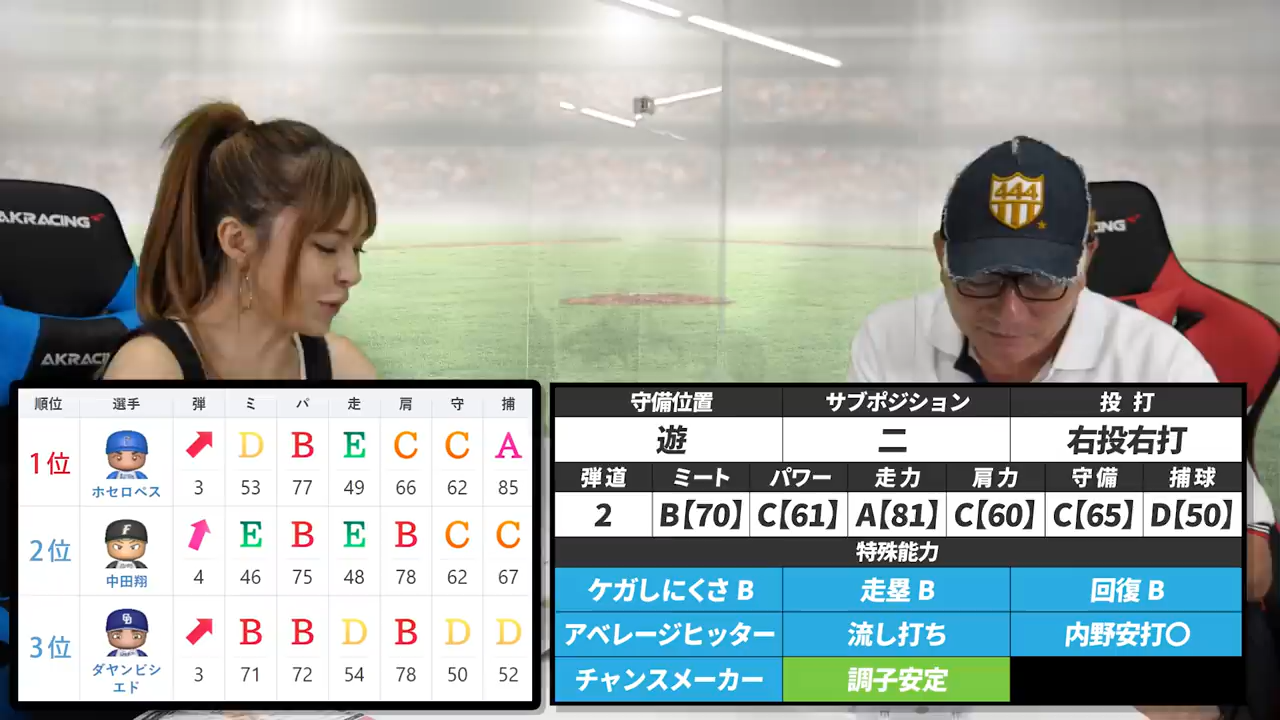 AKRACING
AKRACI
444
ING
順位 選手 弾 ミ パ 走 肩 守 捕
1位 ホセロペス D B E C C A
3 53 77 49 66 62 85
2位 F 中田翔 E B E B C C
4 46 75 48 78 62 67
3位 ダヤンビシ
エド B B D B D D
3 71 72 54 78 50 52
守備位置 サブポジション 投 打
遊 二 右投右打
弾道 ミート パワー 走力 肩力 守備 捕球
2 B【70】 C【61】 A【81】 C【60】 C【65】 D【50】
特殊能力
ケガしにくさ B 走塁 B 回復 B
アベレージヒッター 流し打ち 内野安打〇
チャンスメーカー 調子安定